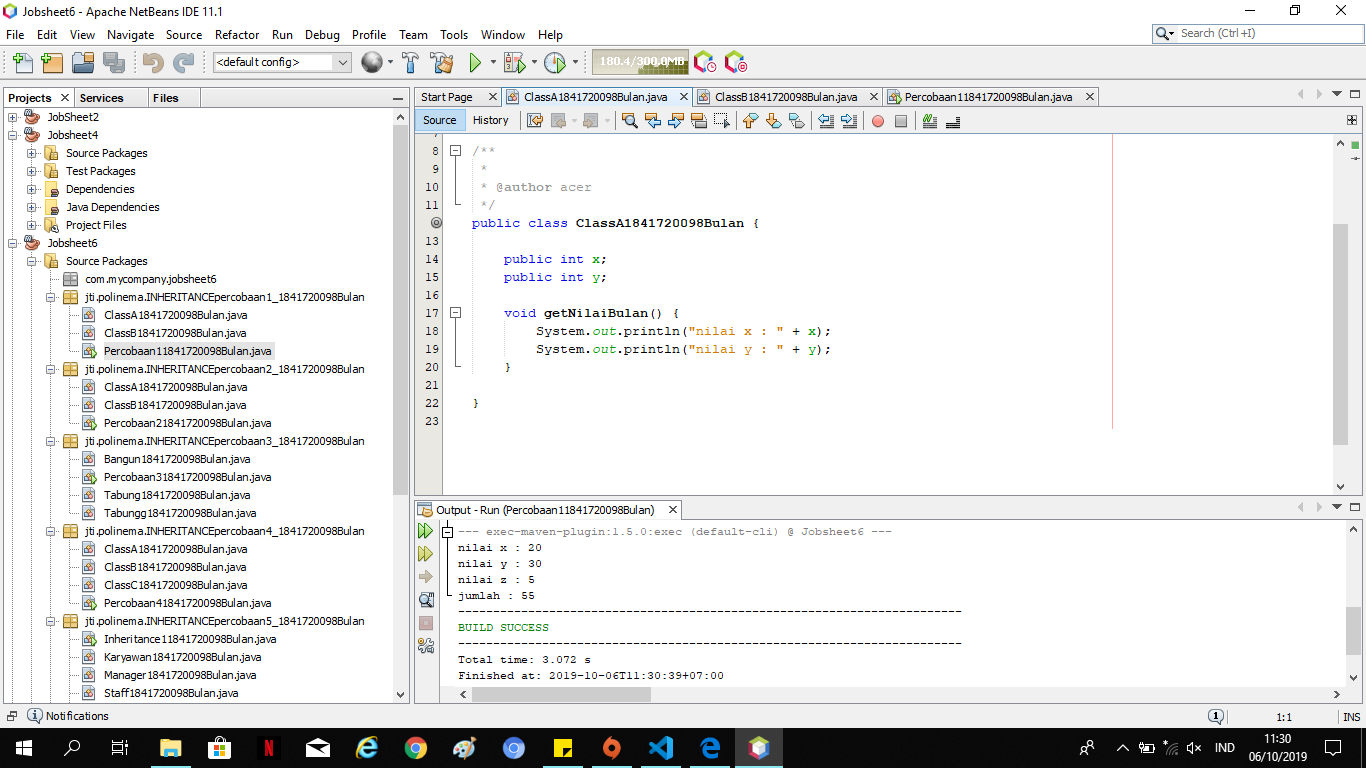 Jobsheet6 - Apache NetBeans IDE 11.1
File Edit View Navigate Source Refactor Run Debug Profile Team Tools Window Help
Search (Ctrl+I)
<default config>
180.4/300.0MB
Projects Services Files
JobSheet2
Jobsheet4
Source Packages
Test Packages
Dependencies
Java Dependencies
Project Files
Jobsheet6
Source Packages
com.mycompany.jobsheet6
jti.polinema.INHERITANCEpercobaan1_1841720098Bulan
ClassA1841720098Bulan.java
ClassB1841720098Bulan.java
Percobaan11841720098Bulan.java
jti.polinema.INHERITANCEpercobaan2_1841720098Bulan
ClassA1841720098Bulan.java
ClassB1841720098Bulan.java
Percobaan21841720098Bulan.java
jti.polinema.INHERITANCEpercobaan3_1841720098Bulan
Bangun1841720098Bulan.java
Percobaan31841720098Bulan.java
Tabung1841720098Bulan.java
Tabungg1841720098Bulan.java
jti.polinema.INHERITANCEpercobaan4_1841720098Bulan
ClassA1841720098Bulan.java
ClassB1841720098Bulan.java
ClassC1841720098Bulan.java
Percobaan41841720098Bulan.java
jti.polinema.INHERITANCEpercobaan5_1841720098Bulan
Inheritance11841720098Bulan.java
Karyawan1841720098Bulan.java
Manager1841720098Bulan.java
Staff1841720098Bulan.java
Start Page ClassA1841720098Bulan.java ClassB1841720098Bulan.java Percobaan11841720098Bulan.java
Source History
8 /**
9 *
10 * @author acer
11 */
public class ClassA1841720098Bulan {
13
14 public int x;
15 public int y;
16
17 void getNilaiBulan() {
18 System.out.println("nilai x : " + x);
19 System.out.println("nilai y : " + y);
20 }
21
22 }
23
Output - Run (Percobaan11841720098Bulan)
--- exec-maven-plugin:1.5.0:exec (default-cli) @ Jobsheet6 ---
nilai x : 20
nilai y : 30
nilai z : 5
jumlah : 55
------------------------------------------------------------------------
BUILD SUCCESS
------------------------------------------------------------------------
Total time: 3.072 s
Finished at: 2019-10-06T11:30:39+07:00
Notifications
1:1 INS
IND
11:30
06/10/2019